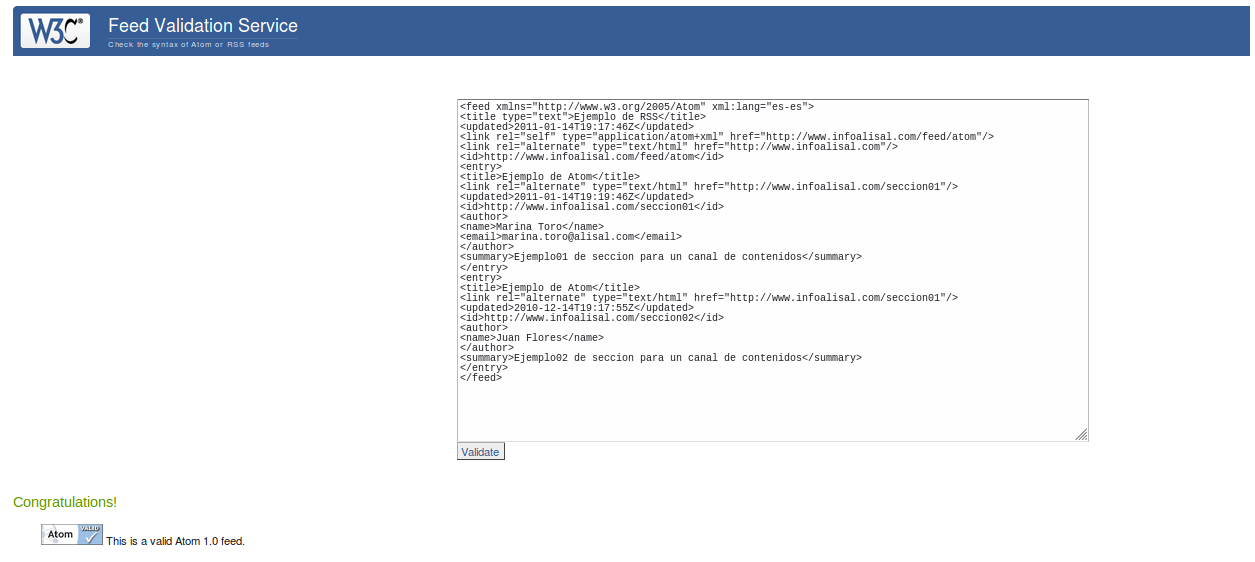 W3C®
Feed Validation Service
Check the syntax of Atom or RSS feeds
<feed xmlns="http://www.w3.org/2005/Atom" xml:lang="es-es">
<title type="text">Ejemplo de RSS</title>
<updated>2011-01-14T19:17:46Z</updated>
<link rel="self" type="application/atom+xml" href="http://www.infoalisal.com/feed/atom"/>
<link rel="alternate" type="text/html" href="http://www.infoalisal.com"/>
<id>http://www.infoalisal.com/feed/atom</id>
<entry>
<title>Ejemplo de Atom</title>
<link rel="alternate" type="text/html" href="http://www.infoalisal.com/seccion01"/>
<updated>2011-01-14T19:19:46Z</updated>
<id>http://www.infoalisal.com/seccion01</id>
<author>
<name>Marina Toro</name>
<email>marina.toro@alisal.com</email>
</author>
<summary>Ejemplo01 de seccion para un canal de contenidos</summary>
</entry>
<entry>
<title>Ejemplo de Atom</title>
<link rel="alternate" type="text/html" href="http://www.infoalisal.com/seccion01"/>
<updated>2010-12-14T19:17:55Z</updated>
<id>http://www.infoalisal.com/seccion02</id>
<author>
<name>Juan Flores</name>
</author>
<summary>Ejemplo02 de seccion para un canal de contenidos</summary>
</entry>
</feed>
Validate
Congratulations!
Atom VALID This is a valid Atom 1.0 feed.